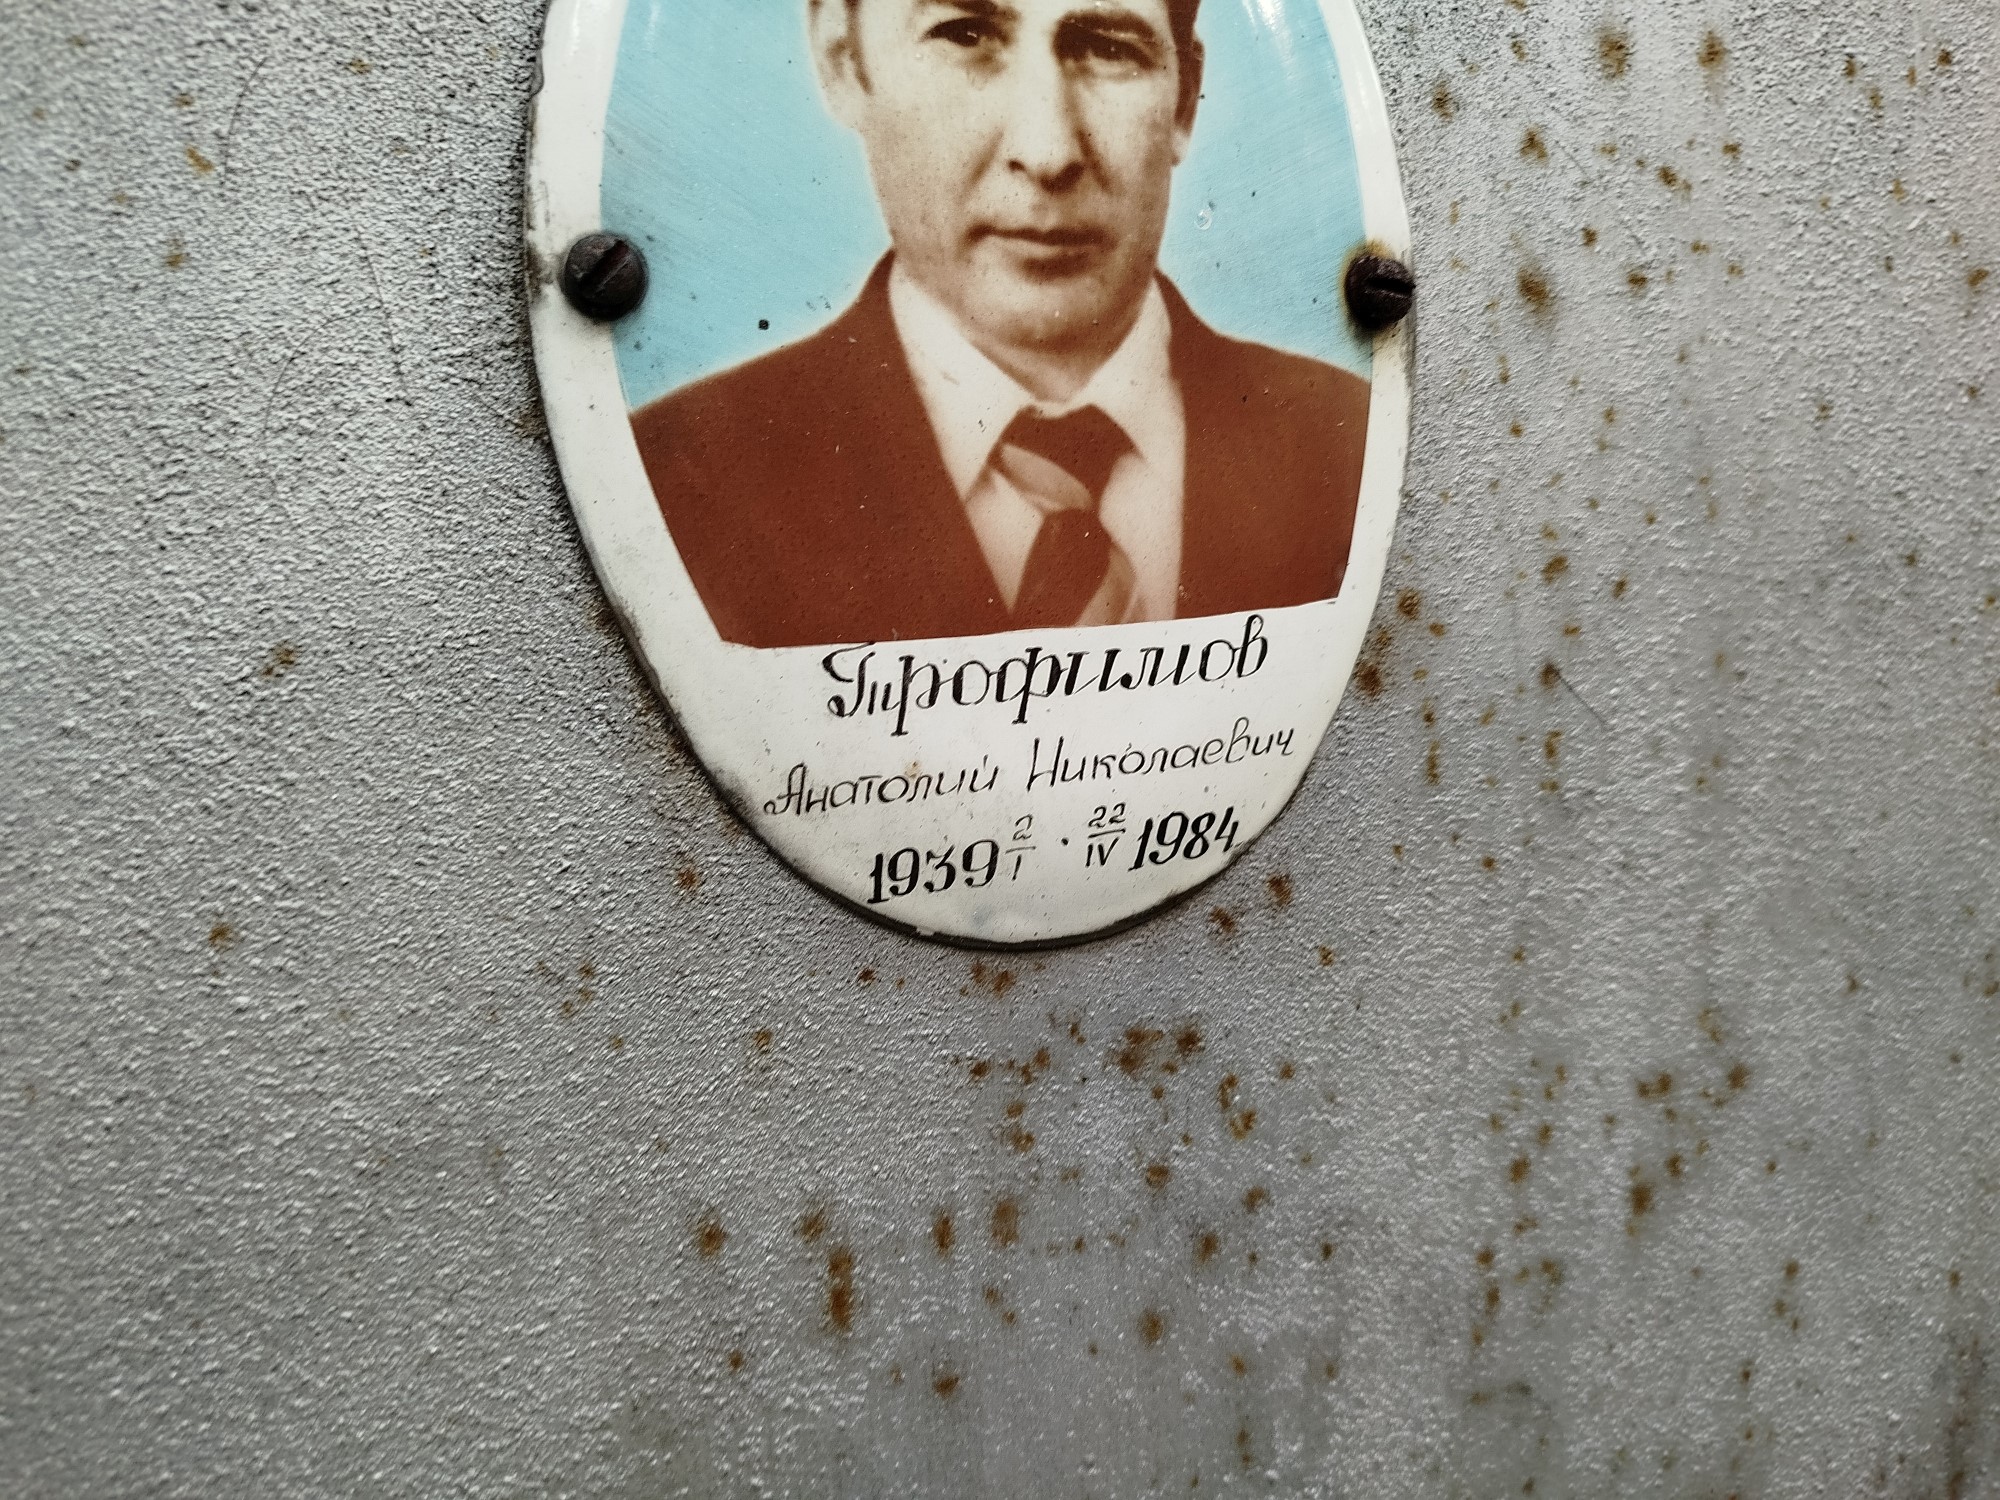 Трофимов
Анатолий Николаевич
1939 2/I · 22/IV 1984